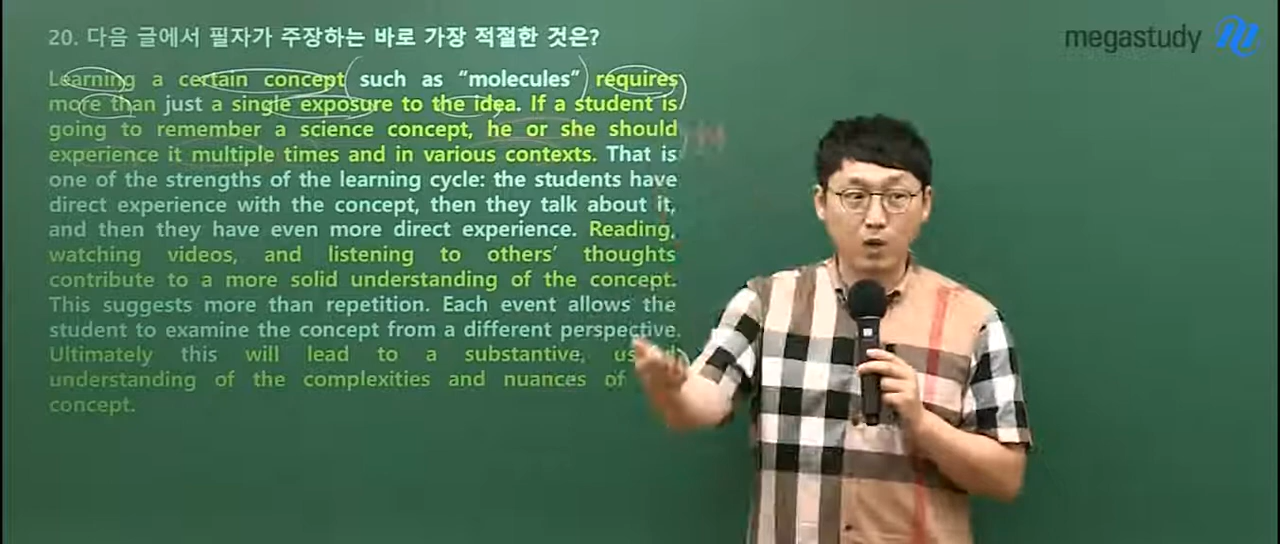 20. 다음 글에서 필자가 주장하는 바로 가장 적절한 것은?
megastudy
Learning a certain concept such as “molecules” requires
more than just a single exposure to the idea. If a student is
going to remember a science concept, he or she should
experience it multiple times and in various contexts. That is
one of the strengths of the learning cycle: the students have
direct experience with the concept, then they talk about it,
and then they have even more direct experience. Reading,
watching videos, and listening to others’ thoughts
contribute to a more solid understanding of the concept.
This suggests more than repetition. Each event allows the
student to examine the concept from a different perspective.
Ultimately this will lead to a substantive,
understanding of the complexities and nuances of
concept.